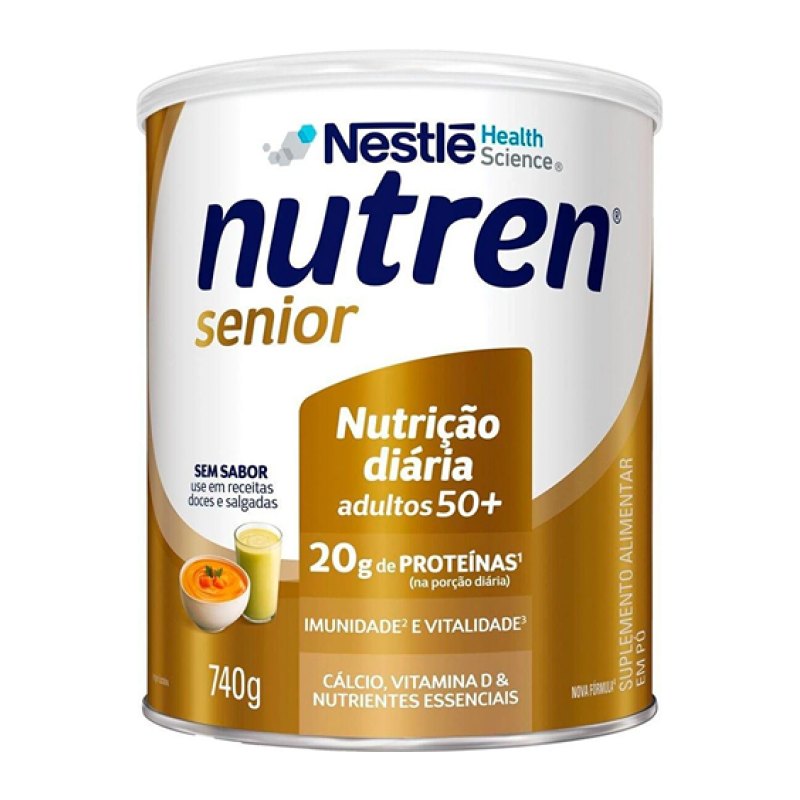 Nestlé Health Science®
nutren®
senior
Nutrição
diária
adultos 50+
SEM SABOR
use em receitas
doces e salgadas
20g de PROTEÍNAS¹
(na porção diária)
IMUNIDADE² E VITALIDADE³
CÁLCIO, VITAMINA D &
NUTRIENTES ESSENCIAIS
740g
NOVA FÓRMULA
SUPLEMENTO ALIMENTAR
EM PÓ